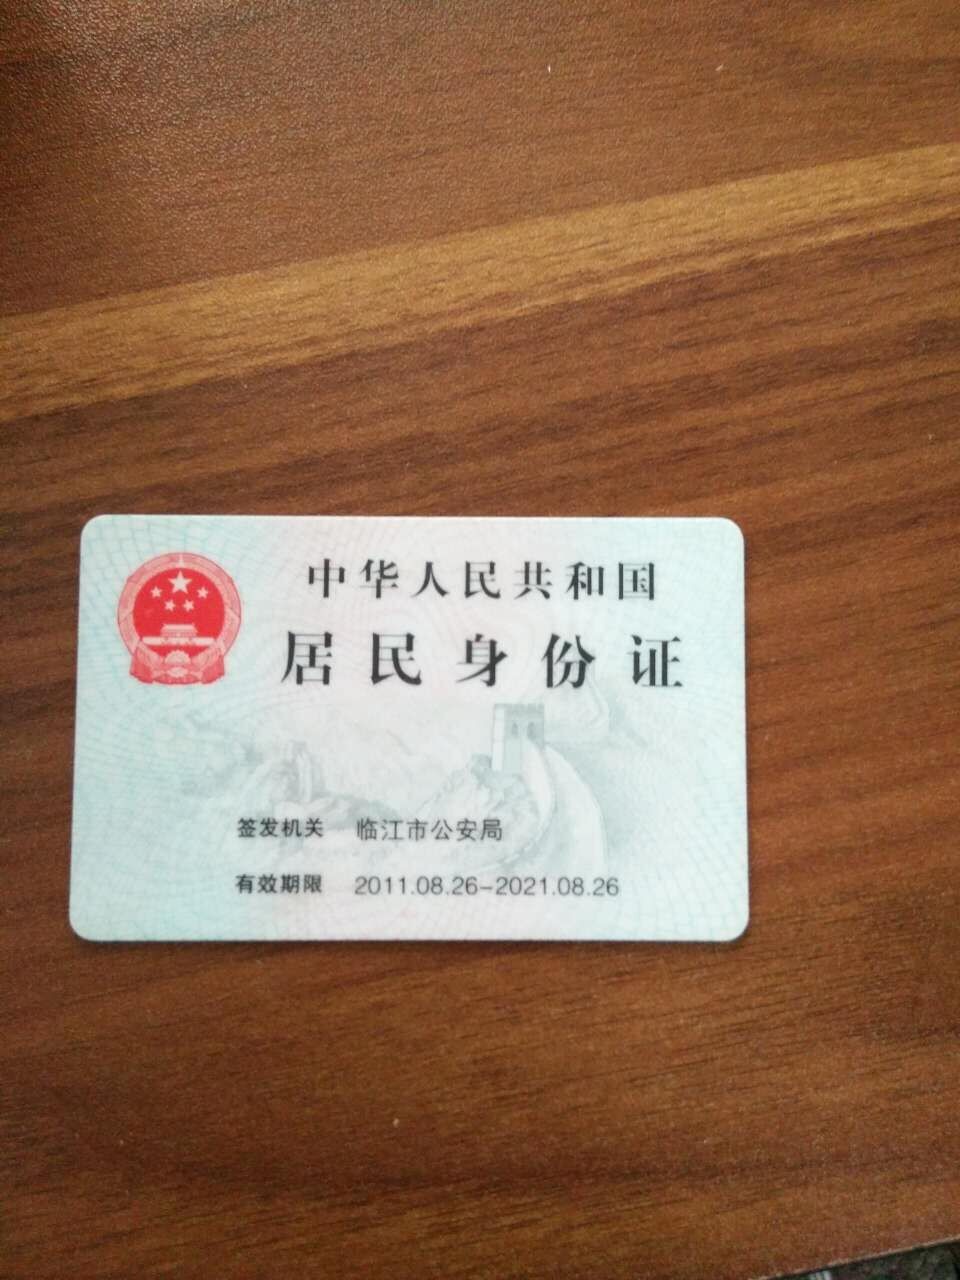 中华人民共和国
居民身份证
签发机关 临江市公安局
有效期限 2011.08.26-2021.08.26